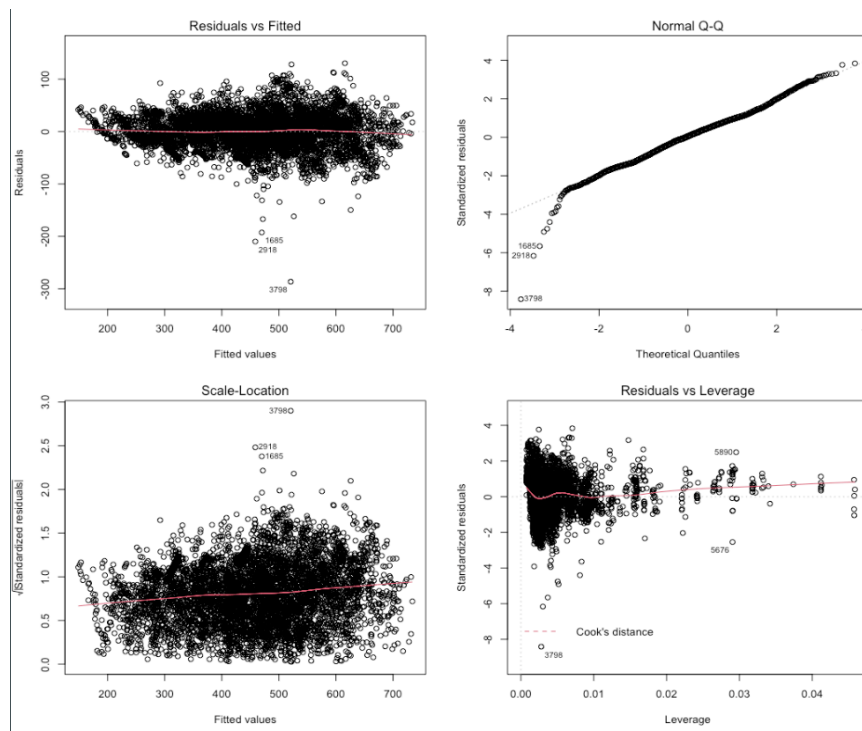 Residuals vs Fitted
Residuals
100
0
-100
-200
-300
1685
2918
3798
200 300 400 500 600 700
Fitted values
Normal Q-Q
Standardized residuals
4
2
0
-2
-4
-6
-8
1685
2918
3798
-4 -2 0 2 4
Theoretical Quantiles
Scale-Location
√|Standardized residuals|
3.0
2.5
2.0
1.5
1.0
0.5
0.0
3798
2918
1685
200 300 400 500 600 700
Fitted values
Residuals vs Leverage
Standardized residuals
4
2
0
-2
-4
-6
-8
5890
5676
Cook's distance
3798
0.00 0.01 0.02 0.03 0.04
Leverage